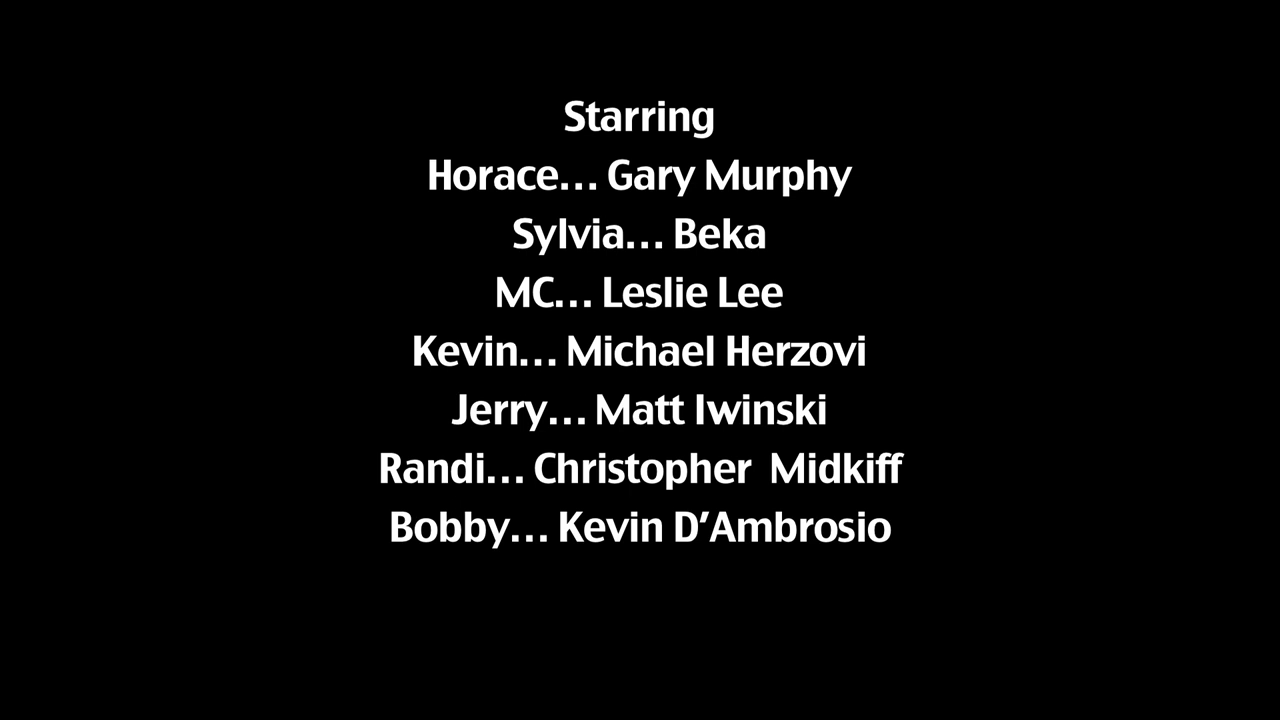 Starring
Horace... Gary Murphy
Sylvia... Beka
MC... Leslie Lee
Kevin... Michael Herzovi
Jerry... Matt Iwinski
Randi... Christopher  Midkiff
Bobby... Kevin D’Ambrosio